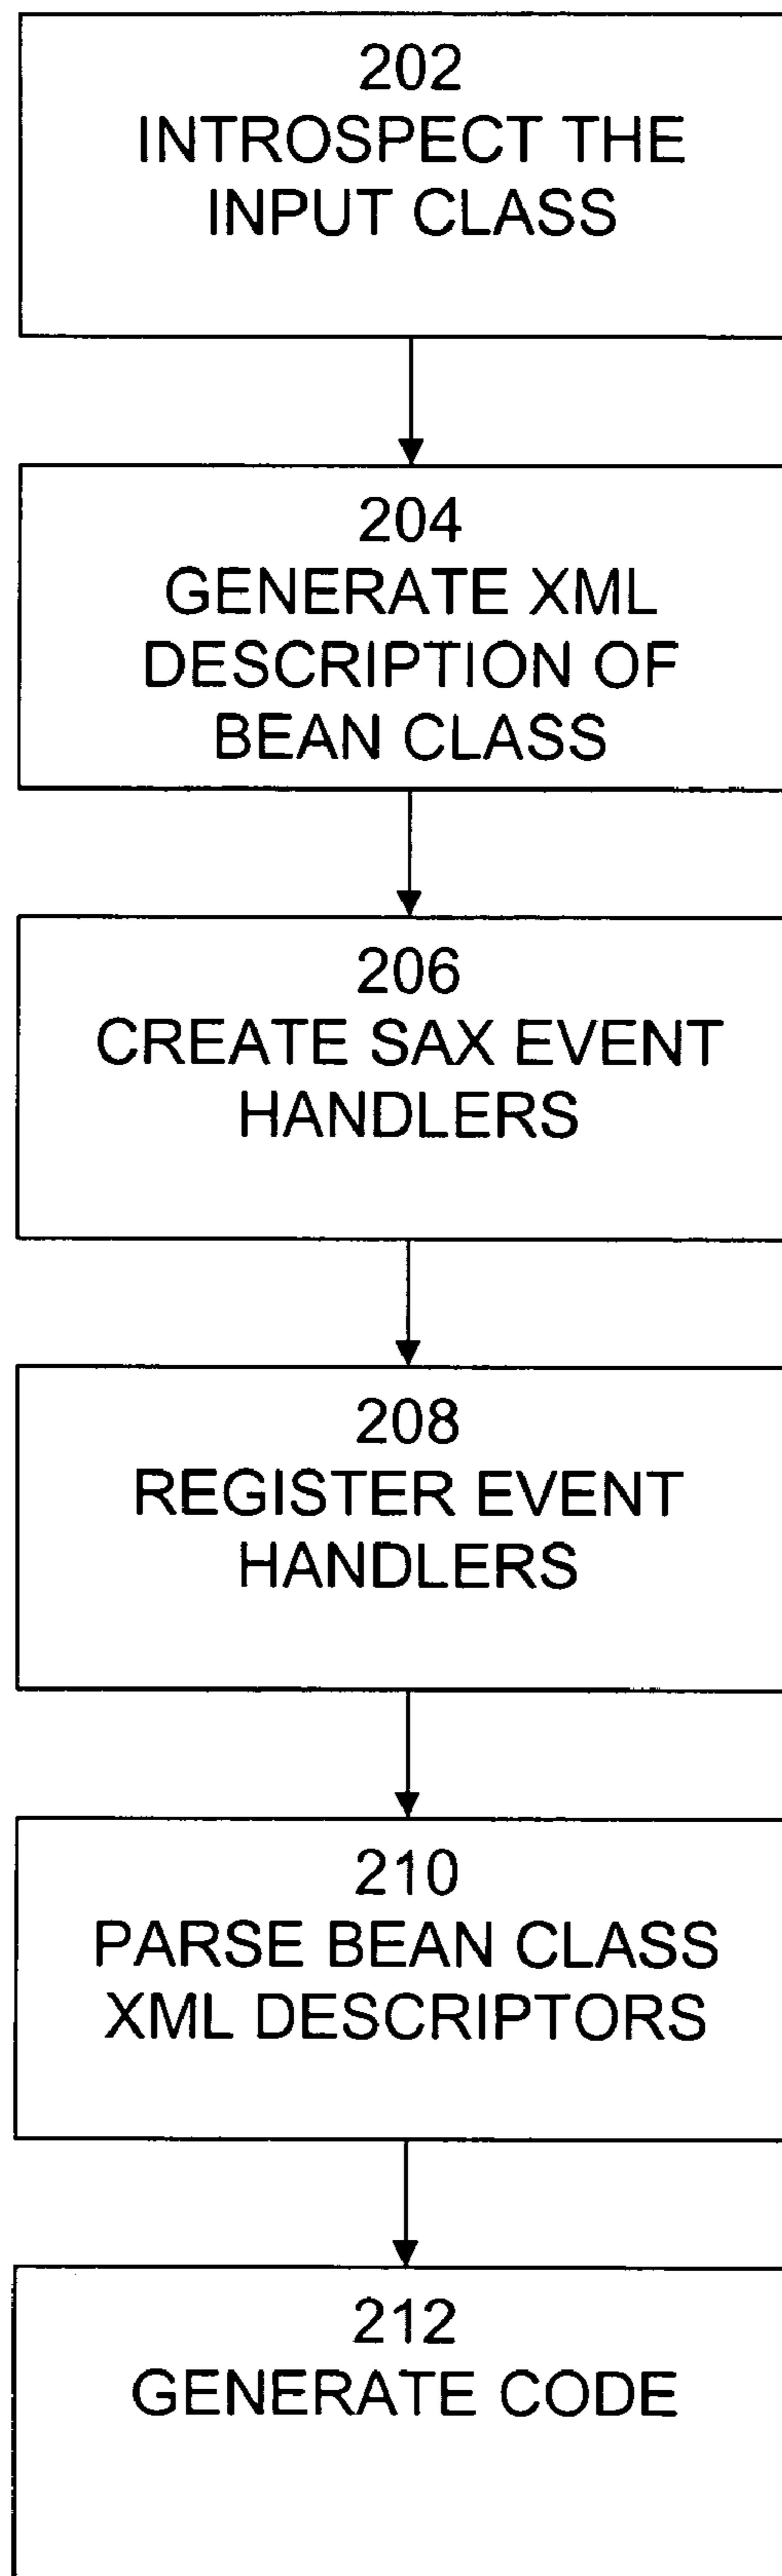 202
INTROSPECT THE
INPUT CLASS
204
GENERATE XML
DESCRIPTION OF
BEAN CLASS
206
CREATE SAX EVENT
HANDLERS
208
REGISTER EVENT
HANDLERS
210
PARSE BEAN CLASS
XML DESCRIPTORS
212
GENERATE CODE